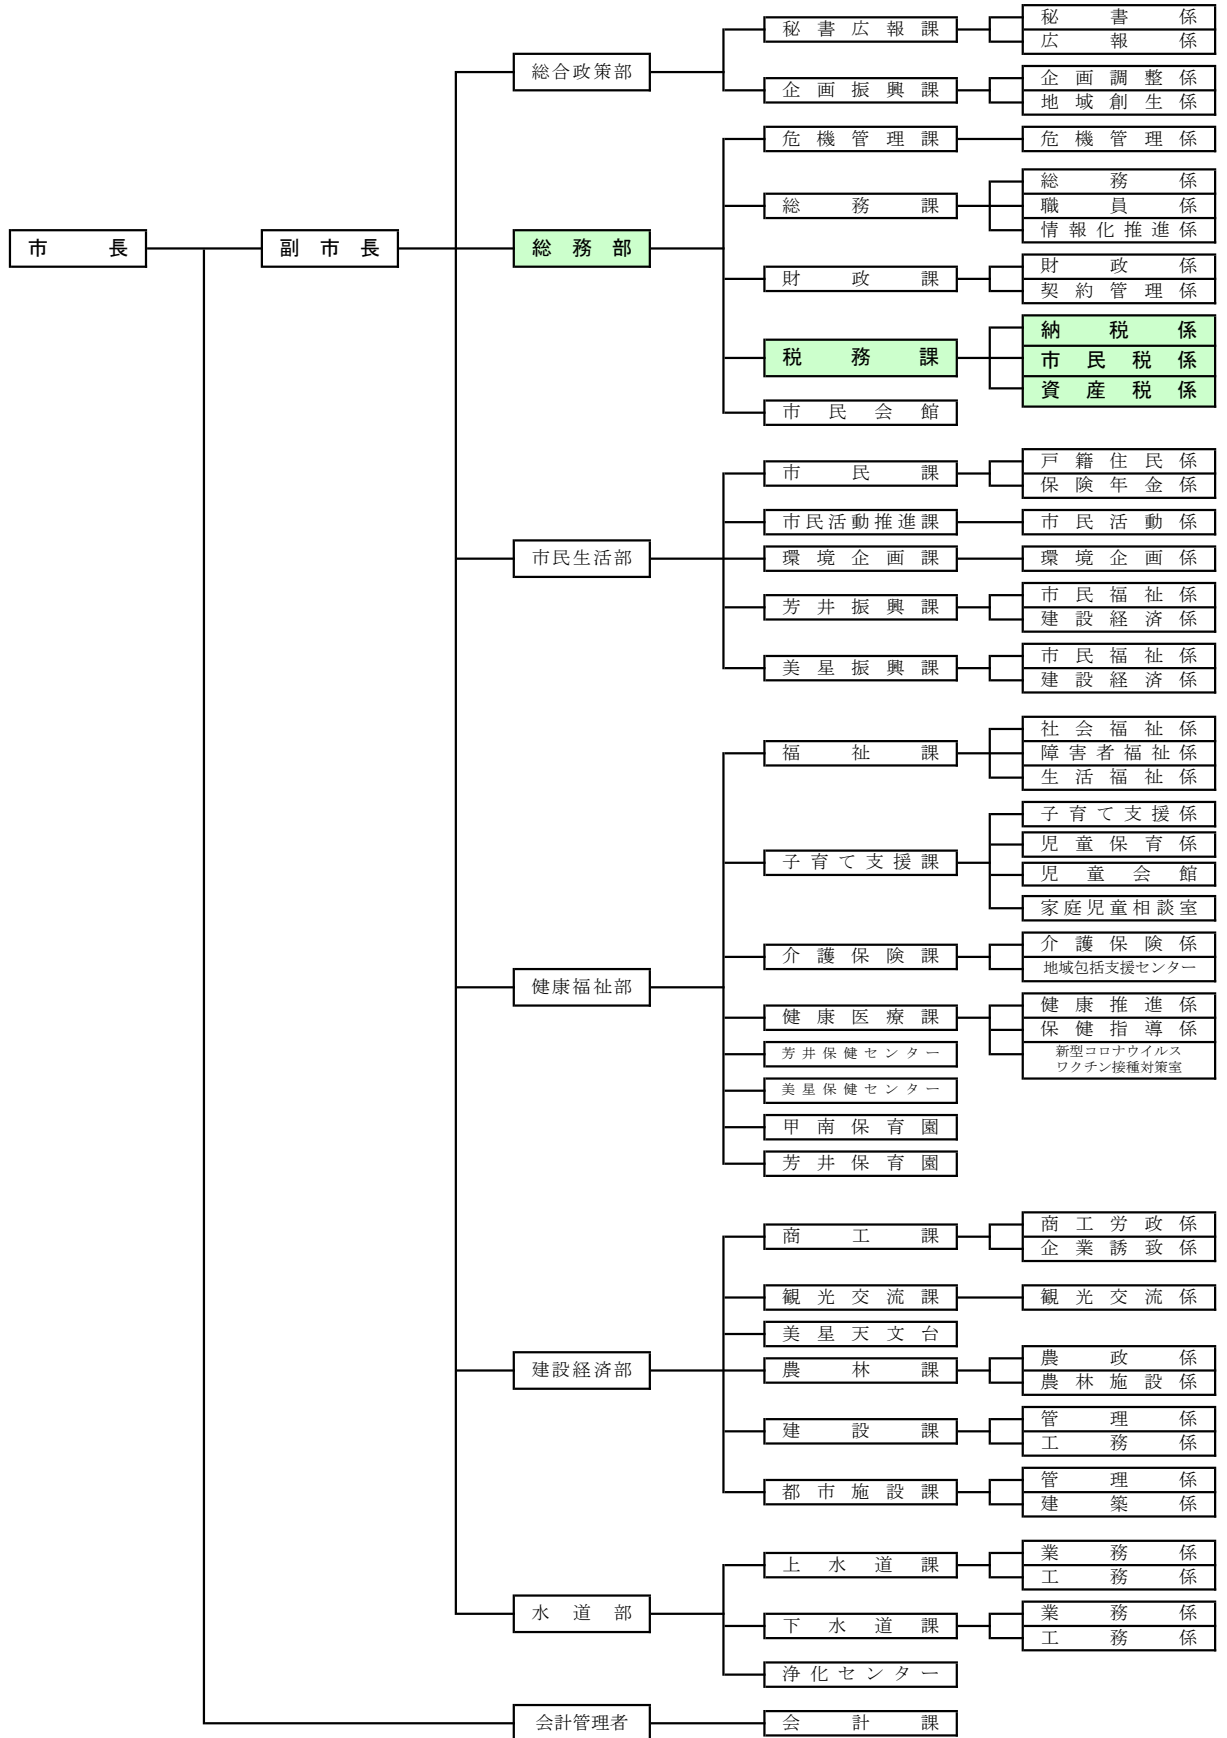 市長
副市長
総合政策部
秘書広報課
秘書係
広報係
企画振興課
企画調整係
地域創生係
総務部
危機管理課
危機管理係
総務課
総務係
職員係
情報化推進係
財政課
財政係
契約管理係
税務課
納税係
市民税係
資産税係
市民会館
市民生活部
市民課
戸籍住民係
保険年金係
市民活動推進課
市民活動係
環境企画課
環境企画係
芳井振興課
市民福祉係
建設経済係
美星振興課
市民福祉係
建設経済係
健康福祉部
福祉課
社会福祉係
障害者福祉係
生活福祉係
子育て支援課
子育て支援係
児童保育係
児童会館
家庭児童相談室
介護保険課
介護保険係
地域包括支援センター
健康医療課
健康推進係
保健指導係
新型コロナウイルス
ワクチン接種対策室
芳井保健センター
美星保健センター
甲南保育園
芳井保育園
建設経済部
商工課
商工労政係
企業誘致係
観光交流課
観光交流係
美星天文台
農林課
農政係
農林施設係
建設課
管理係
工務係
都市施設課
管理係
建築係
水道部
上水道課
業務係
工務係
下水道課
業務係
工務係
浄化センター
会計管理者
会計課